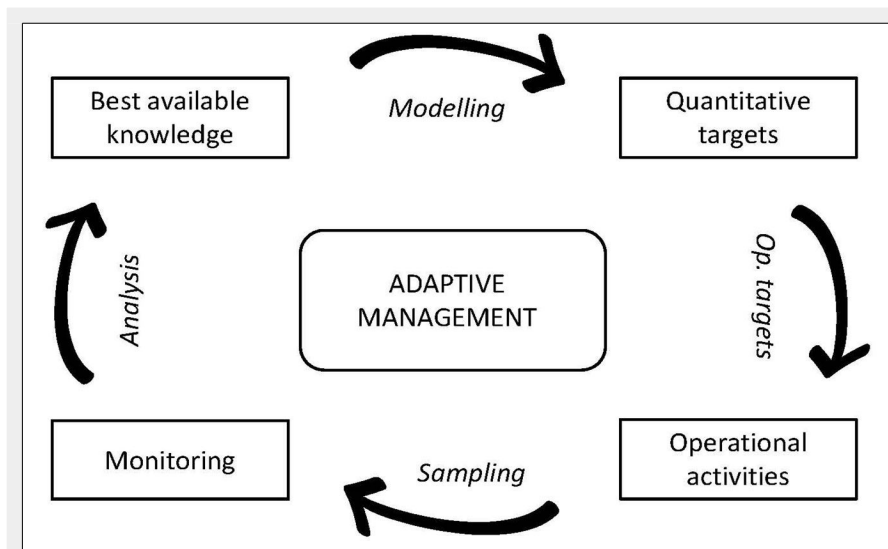 Best available
knowledge
Modelling
Quantitative
targets
Analysis
ADAPTIVE
MANAGEMENT
Op. targets
Monitoring
Sampling
Operational
activities